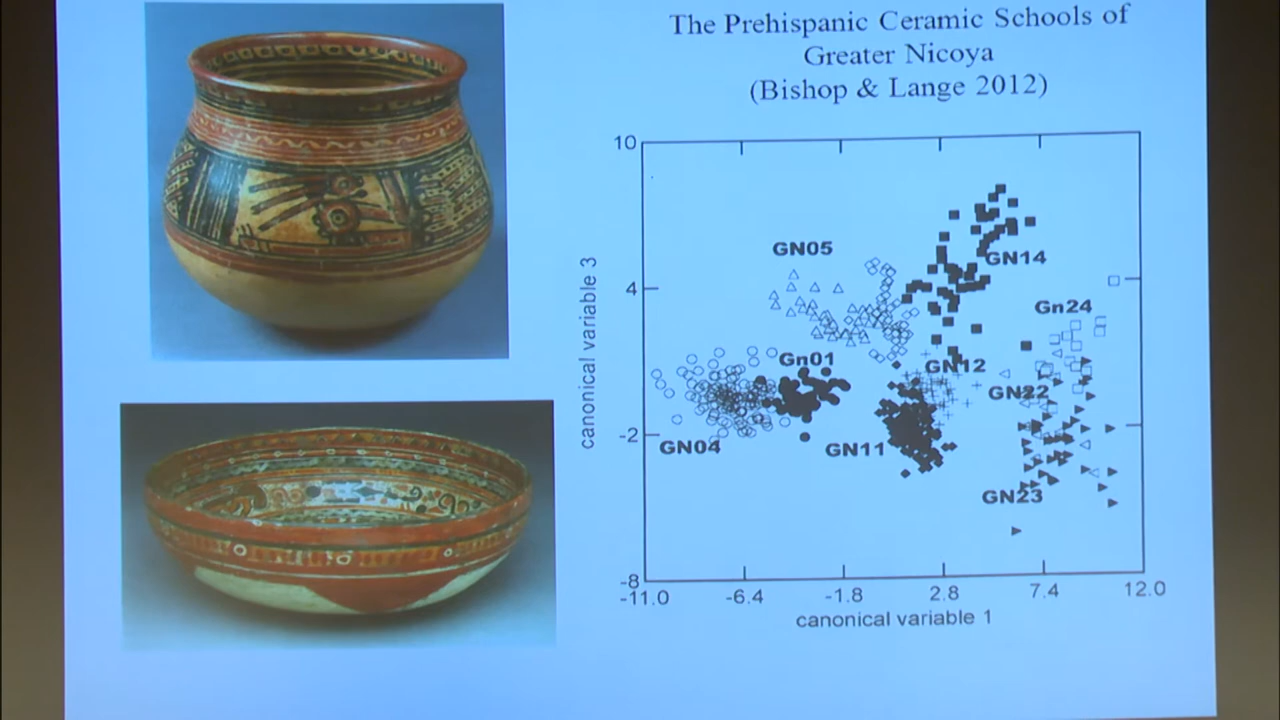 The Prehispanic Ceramic Schools of
Greater Nicoya
(Bishop & Lange 2012)
10
4
-2
-8
canonical variable 3
GN05
GN14
Gn24
Gn01
GN12
GN22
GN04
GN11
GN23
-11.0 -6.4 -1.8 2.8 7.4 12.0
canonical variable 1